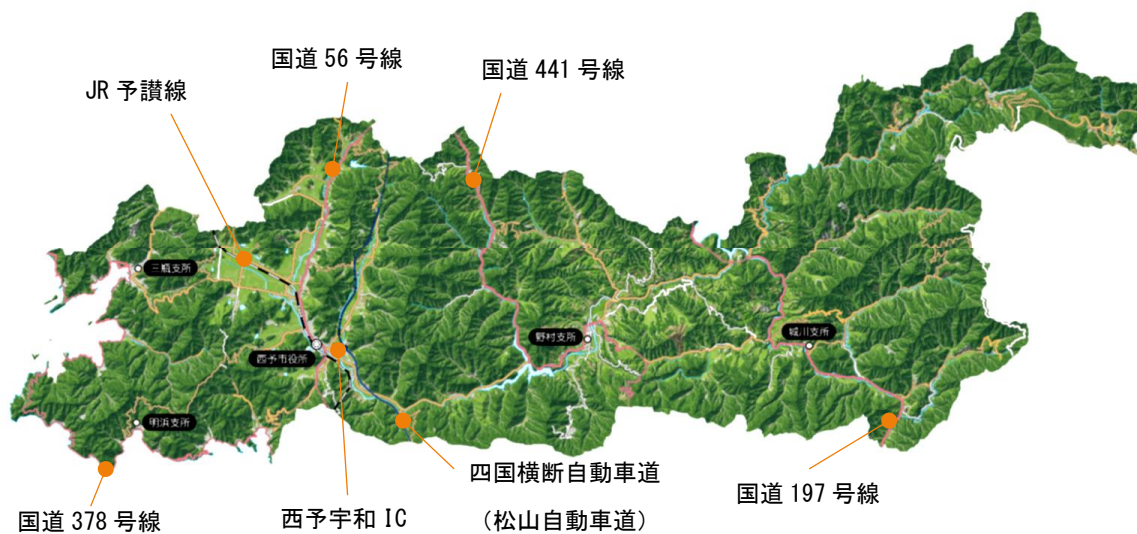 国道 56 号線
国道 441 号線
JR 予讃線
三瓶支所
野村支所
城川支所
西予市役所
明浜支所
四国横断自動車道
（松山自動車道）
国道 197 号線
西予宇和 IC
国道 378 号線